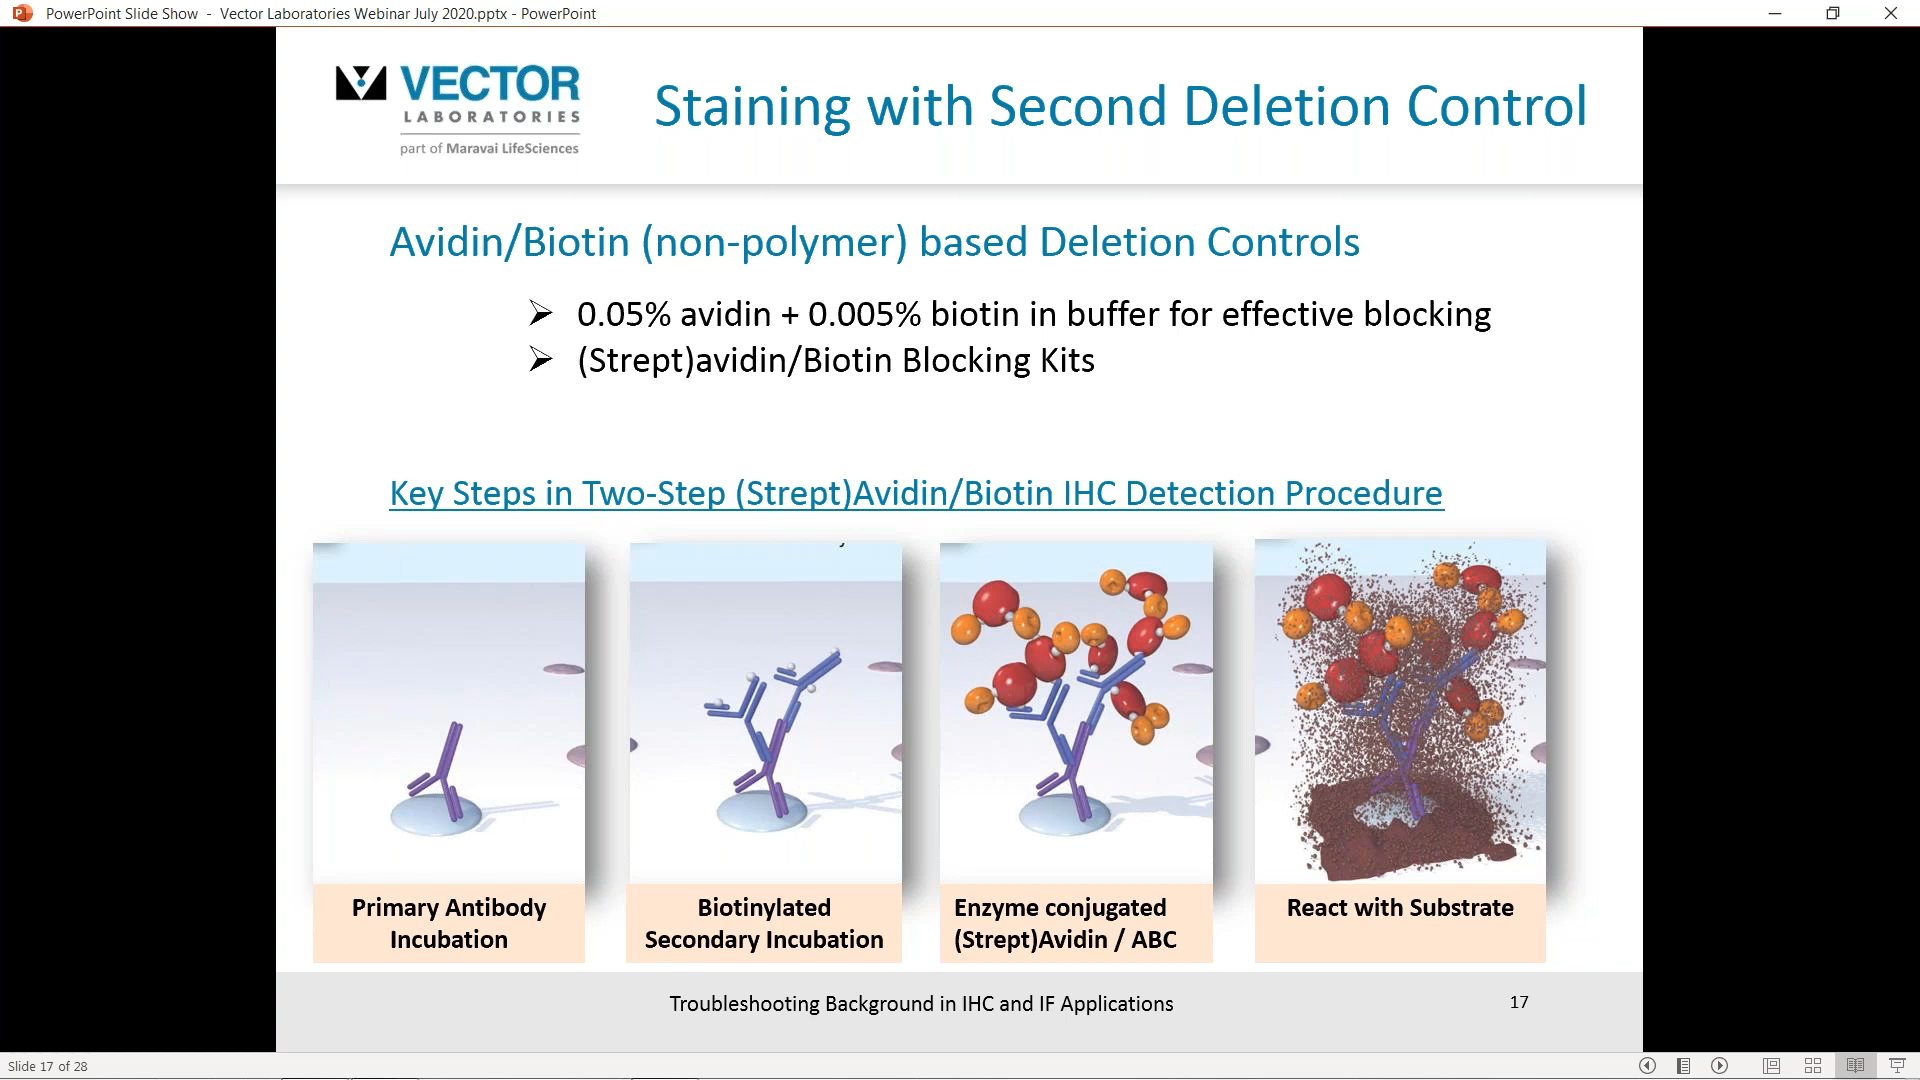 PowerPoint Slide Show - Vector Laboratories Webinar July 2020.pptx - PowerPoint
VECTOR
LABORATORIES
part of Maravai LifeSciences
Staining with Second Deletion Control
Avidin/Biotin (non-polymer) based Deletion Controls
➢ 0.05% avidin + 0.005% biotin in buffer for effective blocking
➢ (Strept)avidin/Biotin Blocking Kits
Key Steps in Two-Step (Strept)Avidin/Biotin IHC Detection Procedure
Primary Antibody
Incubation
Biotinylated
Secondary Incubation
Enzyme conjugated
(Strept)Avidin / ABC
React with Substrate
Troubleshooting Background in IHC and IF Applications
17
Slide 17 of 28